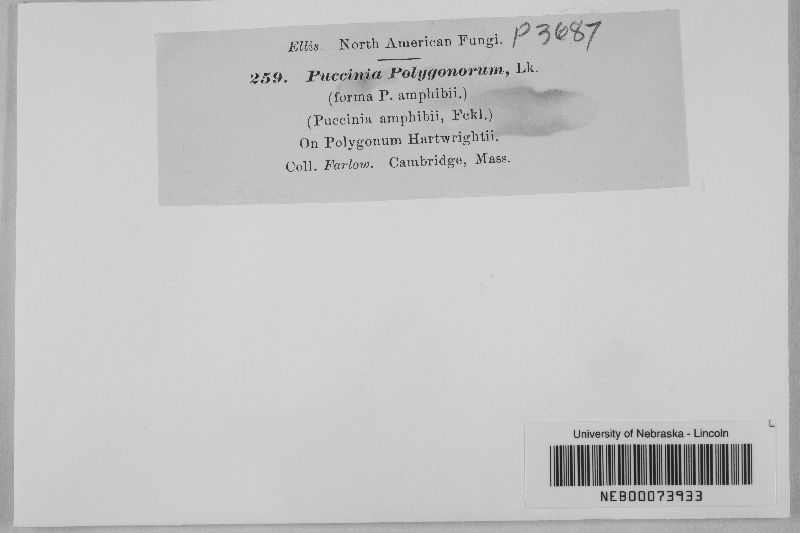 Ellis. North American Fungi. P3687
259. Puccinia Polygonorum, Lk.
(forma P. amphibii.)
(Puccinia amphibii, Fckl.)
On Polygonum Hartwrightii.
Coll. Farlow. Cambridge, Mass.
University of Nebraska - Lincoln
NEB00073933